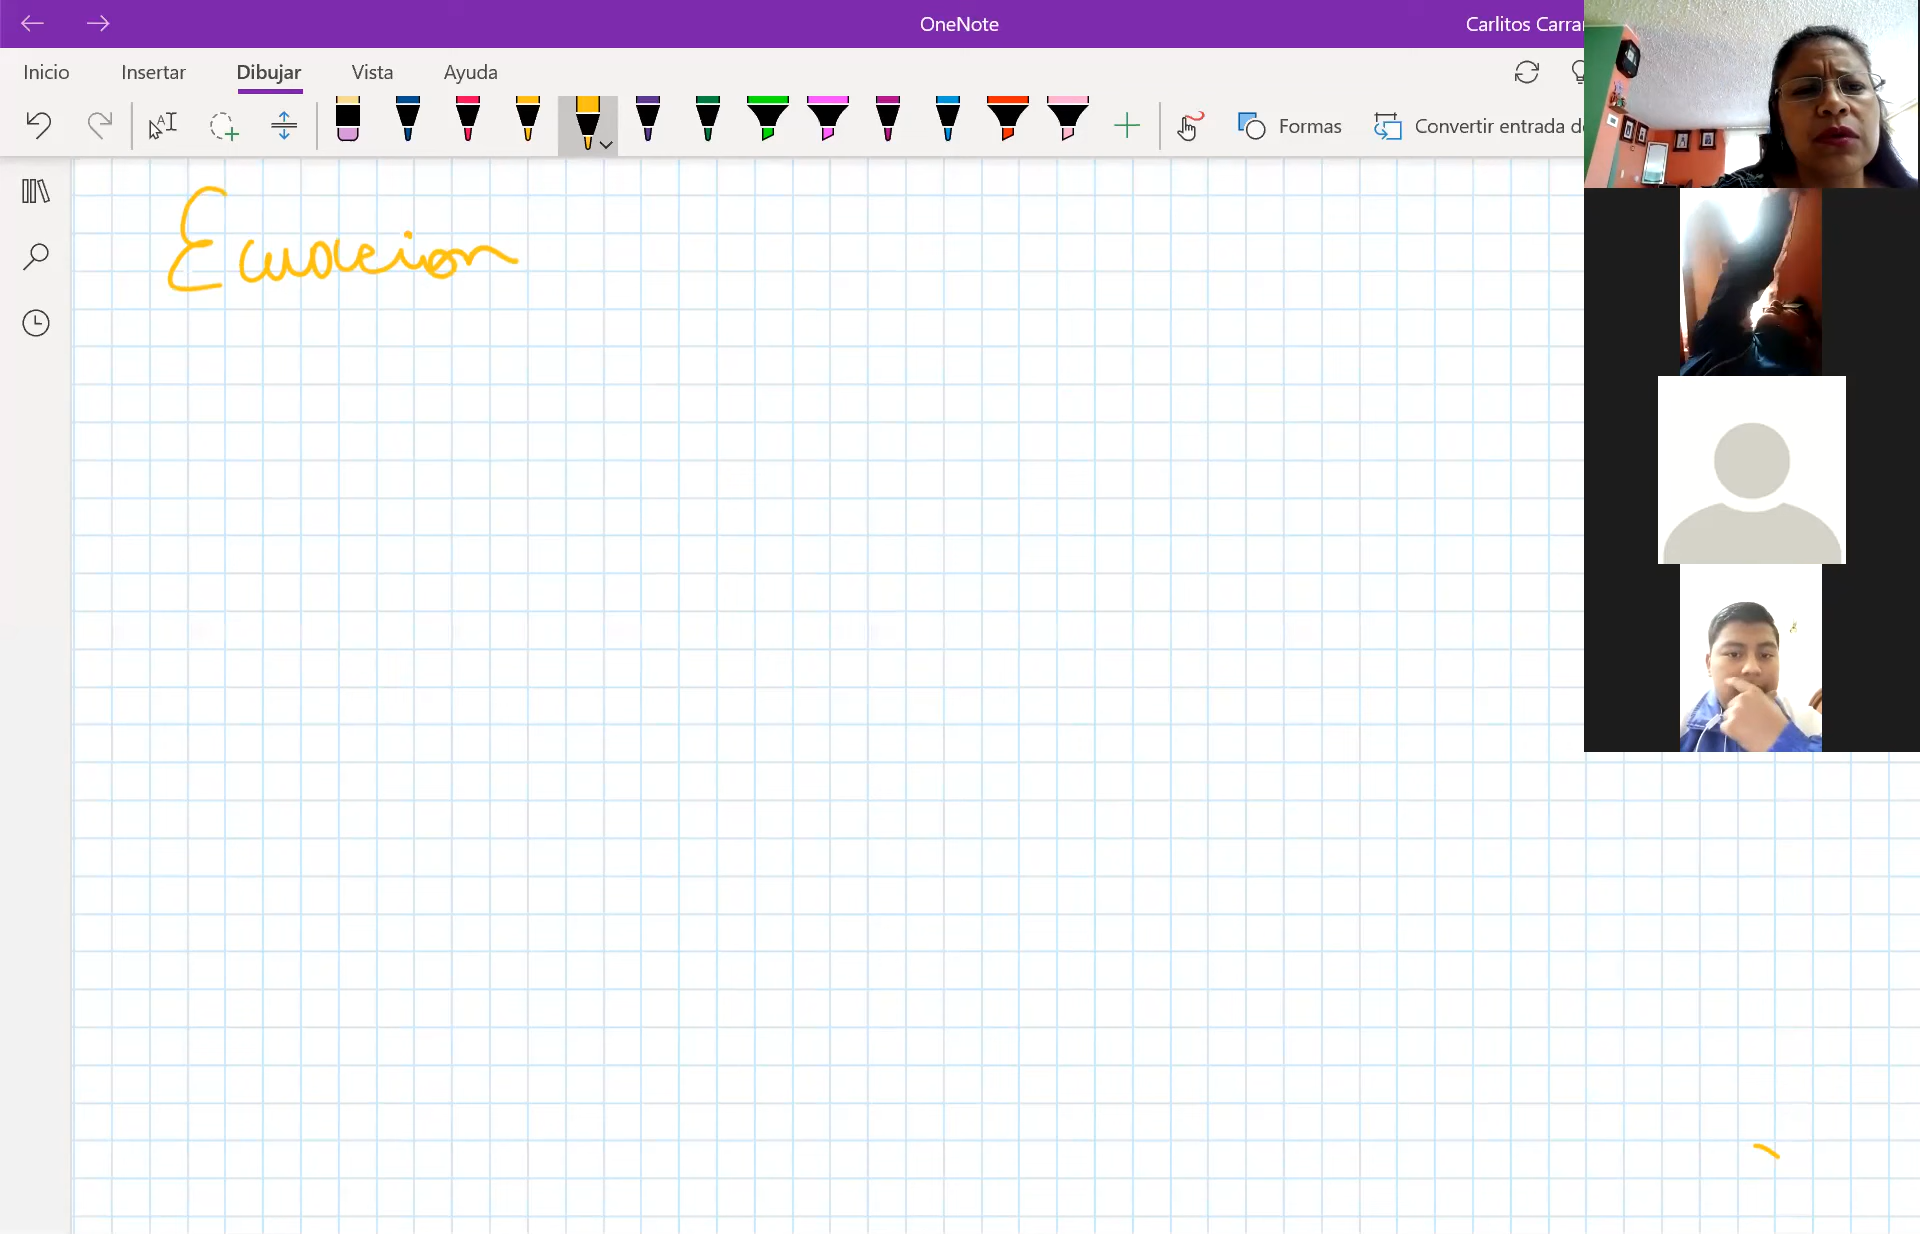 OneNote
Carlitos Carra
Inicio Insertar Dibujar Vista Ayuda
Formas Convertir entrada d
Ecuacion